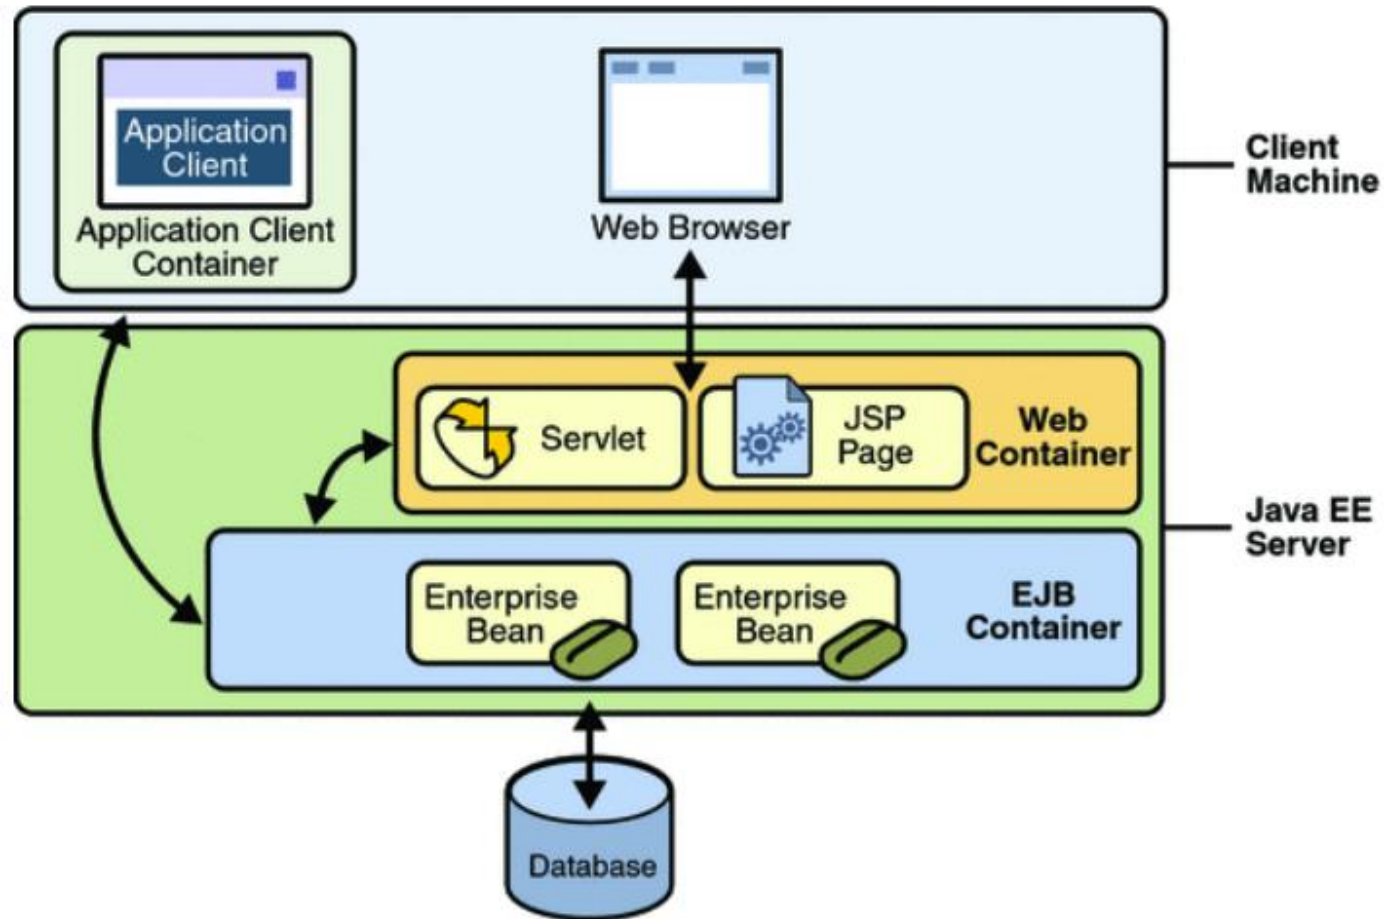 Application
Client
Application Client
Container
Web Browser
Client
Machine
Servlet
JSP
Page
Web
Container
Java EE
Server
Enterprise
Bean
Enterprise
Bean
EJB
Container
Database